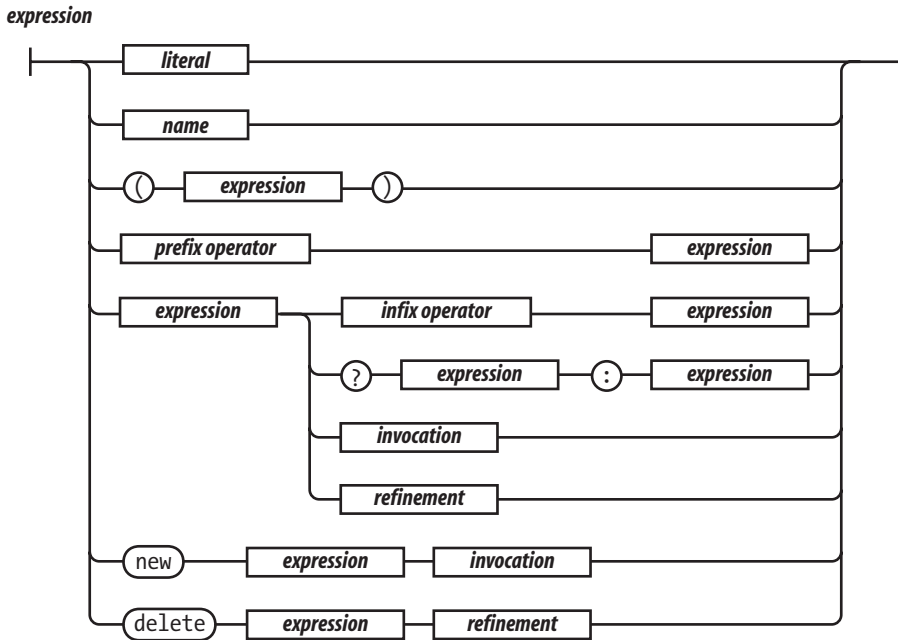 expression
literal
name
( expression )
prefix operator expression
expression infix operator expression
? expression : expression
invocation
refinement
new expression invocation
delete expression refinement